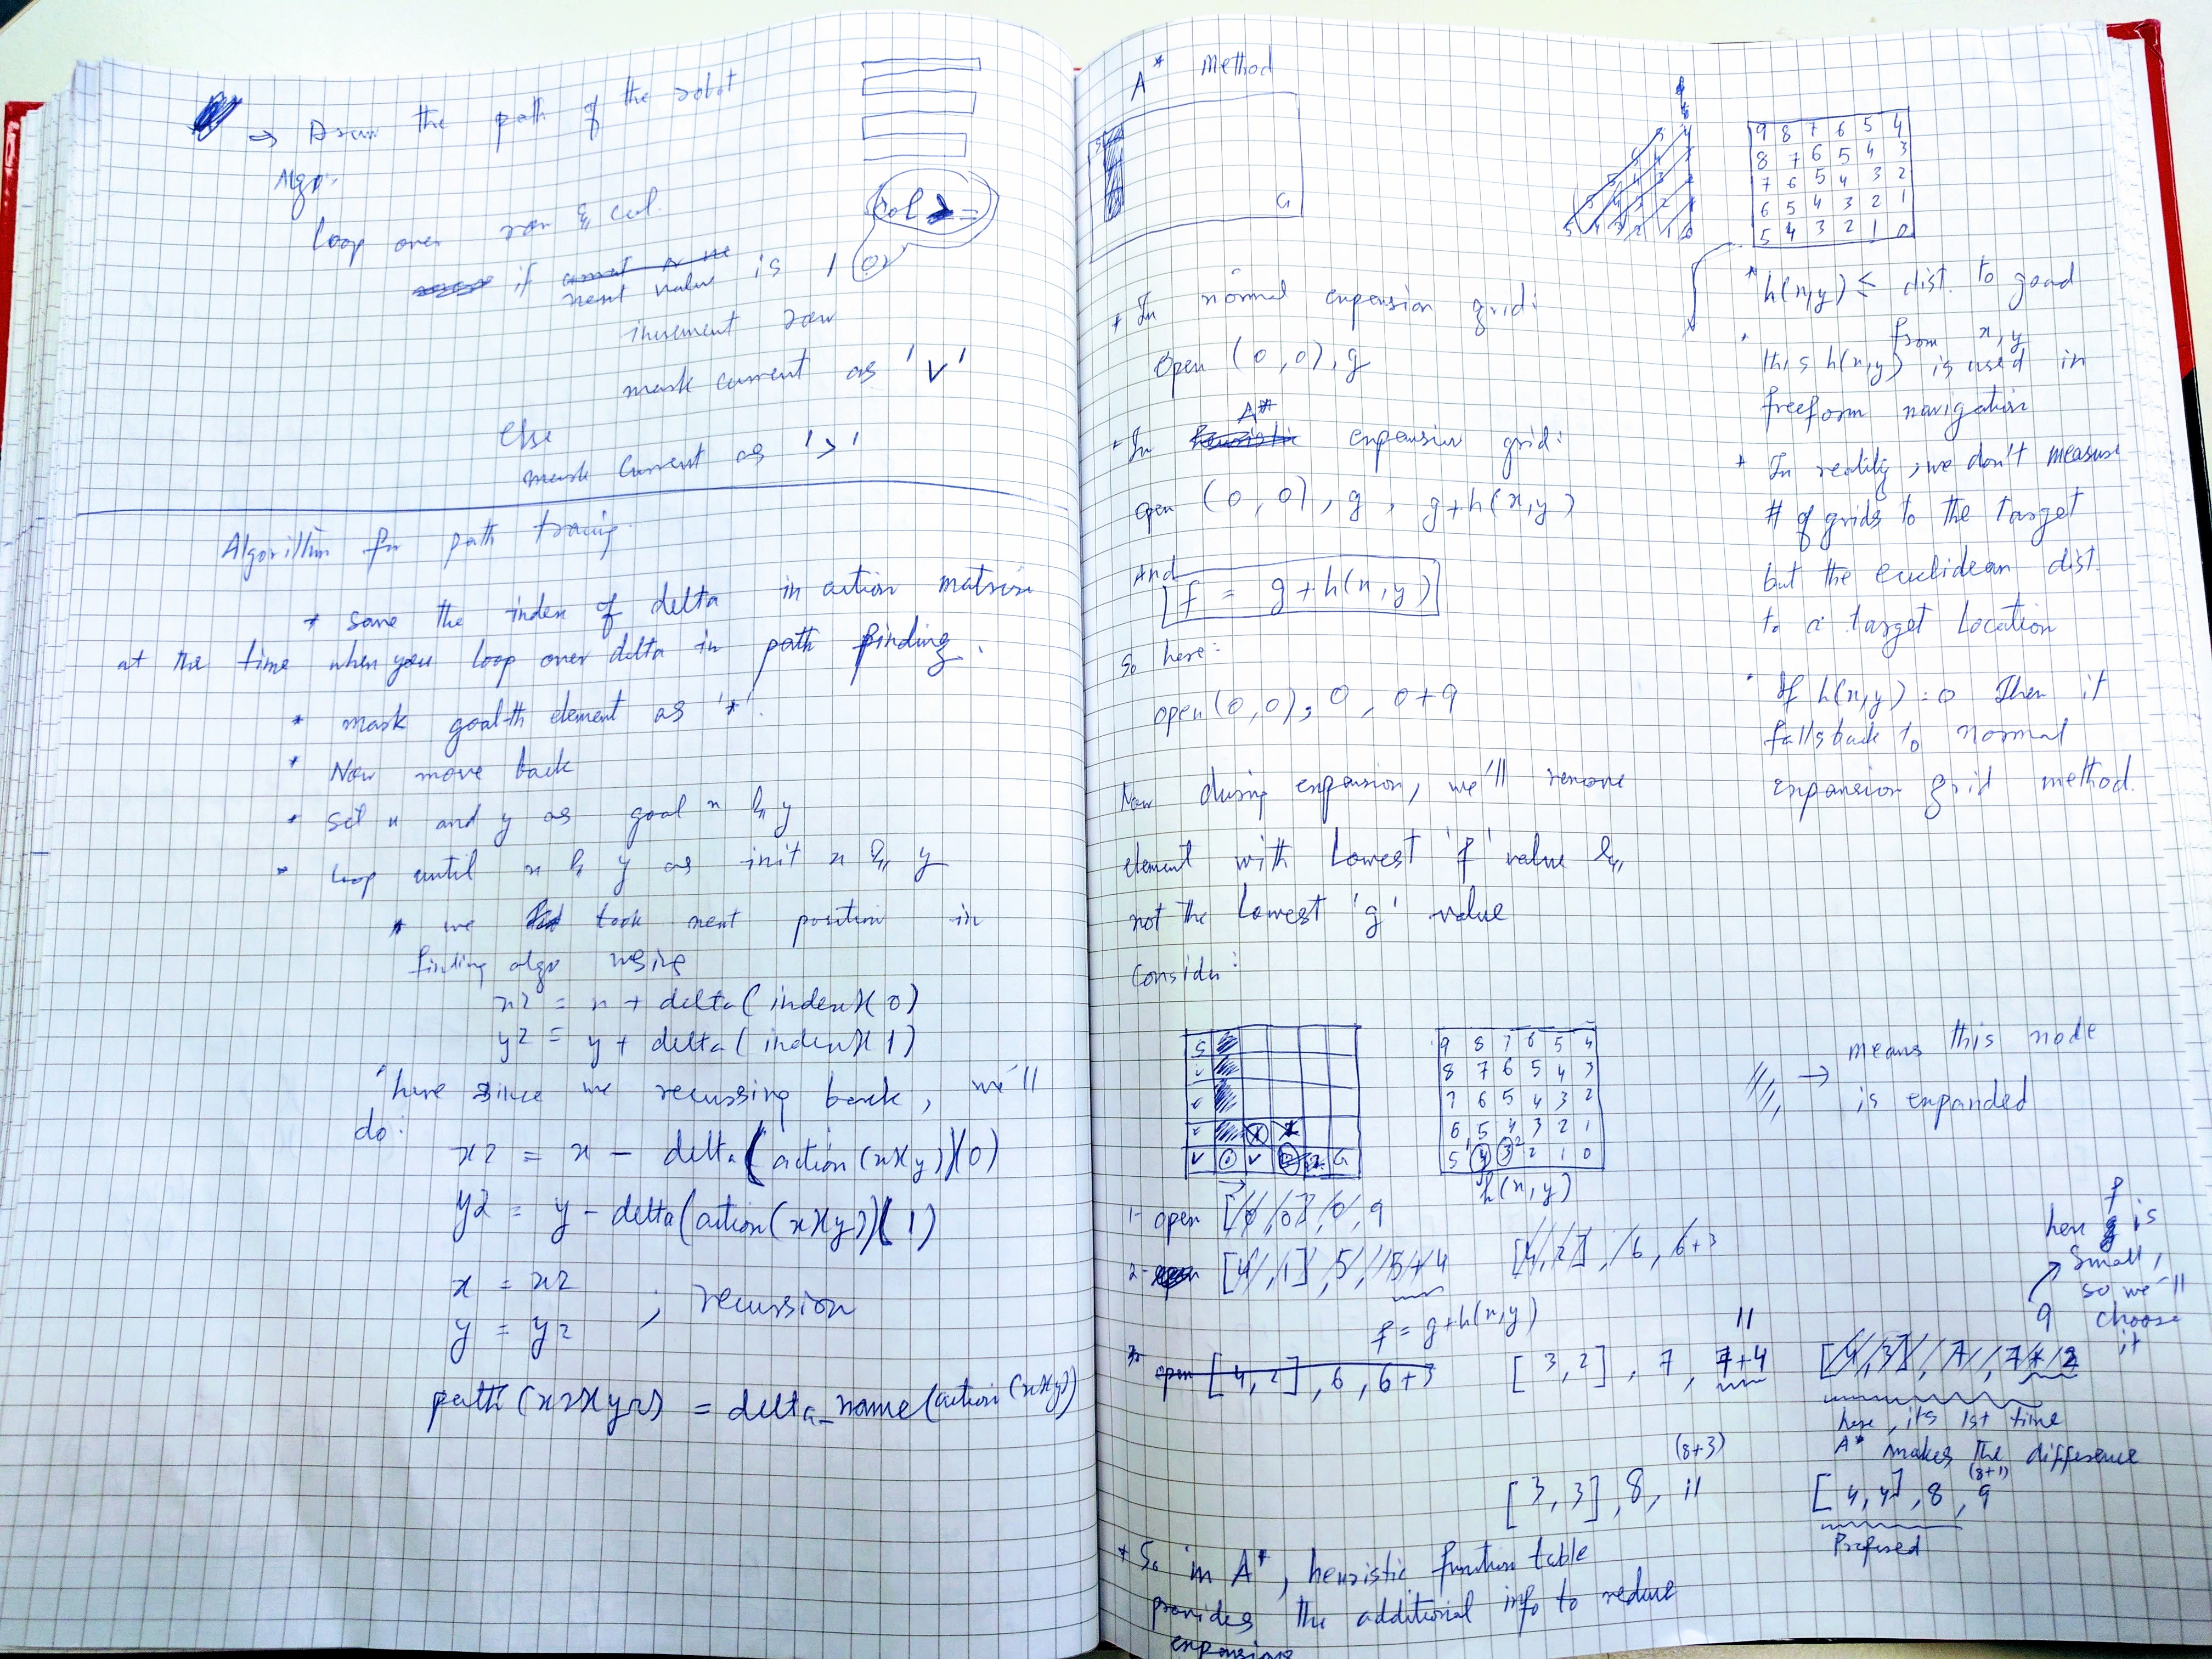 → Draw the path of the robot
Algo:
loop over row & col.
if
next value is 1 0
col =
increment row
mark current as 'V'
Else
mark current as '>'
Algorithm for path tracing
* save the index of delta in action matrix
at the time when you loop over delta in path finding.
* mark goal-th element as '*'.
* Now move back
* set x and y as goal x & y
* Loop until x & y as init x & y
* we took next position in
finding algo using
x2 = x + delta(index)(0)
y2 = y + delta(index)(1)
* here since we recussing back, we'll
do:
x2 = x - delta(action(x)(y))(0)
y2 = y - delta(action(x)(y))(1)
x = x2
y = y2 ; recussion
path(x2)(y2) = delta_name(action(x)(y)
A* Method
S
G
* In normal expension grid:
open (0,0), g
* In A* expension grid:
open (0,0), g, g+h(x,y)
And
f = g+h(x,y)
So here:
open(0,0), 0, 0+9
Now during expension, we'll remove
element with Lowest 'f' value &
not the Lowest 'g' value
Consider:
9 8 7 6 5 4
8 7 6 5 4 3
7 6 5 4 3 2
6 5 4 3 2 1
5 4 3 2 1 0
* h(x,y) ≤ dist. to goad
from x,y
* this h(x,y) is used in
freeform navigation
* In reality, we don't measure
# of grids to the target
but the euclidean dist.
to a target Location
* If h(x,y) = 0 Then it
falls back to normal
expansion grid method.
S
G
9 8 7 6 5 4
8 7 6 5 4 3
7 6 5 4 3 2
6 5 4 3 2 1
5 4 3 2 1 0
h(x,y)
→ means this node
is expanded
1- open [0,0], 0, 9
2- [4,1], 5, 5+4 [4,2], 6, 6+3
f = g+h(x,y)
3- open [4,2], 6, 6+3
11
[3,2], 7, 7+4
[4,3], 7, 7+2
9
here f is
small,
so we'll
choose
it
here, its 1st time
A* makes the difference
(8+3)
[3,3], 8, 11
(8+1)
[4,4], 8, 9
Prefered
* So in A*, heuristic function table
provides the additional info to reduce
expansion